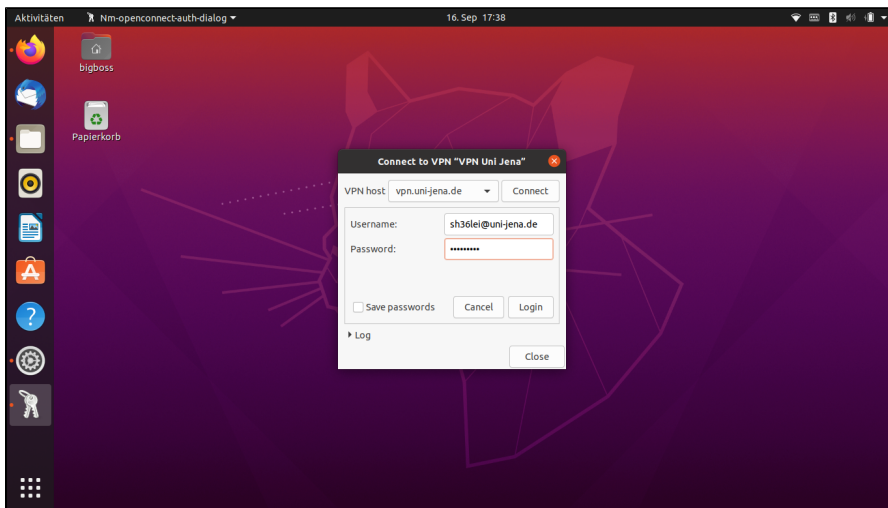 Aktivitäten Nm-openconnect-auth-dialog 16. Sep 17:38
bigboss
Papierkorb
Connect to VPN “VPN Uni Jena”
VPN host vpn.uni-jena.de Connect
Username: sh36lei@uni-jena.de
Password: •••••••••
Save passwords Cancel Login
Log
Close